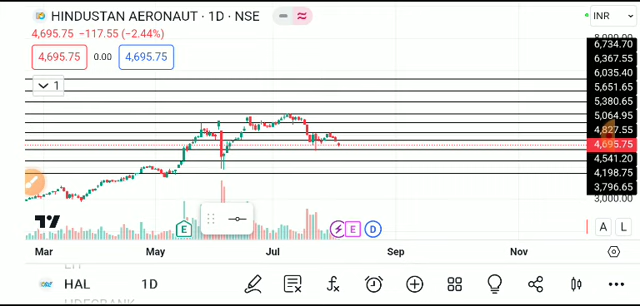 HINDUSTAN AERONAUT · 1D · NSE
INR
4,695.75 −117.55 (−2.44%)
4,695.75 0.00 4,695.75
1
6,734.70
6,367.55
6,035.40
5,651.65
5,380.65
5,064.95
4,827.55
4,695.75
4,541.20
4,198.75
3,796.65
3,000.00
E E D
A L
Mar May Jul Sep Nov
HAL 1D